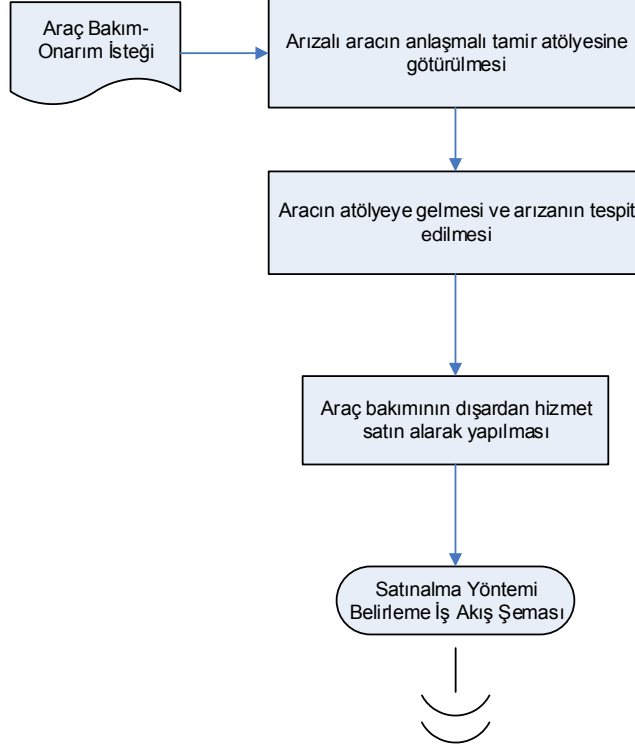 Araç Bakım-
Onarım İsteği
Arızalı aracın anlaşmalı tamir atölyesine
götürülmesi
Aracın atölyeye gelmesi ve arızanın tespit
edilmesi
Araç bakımının dışardan hizmet
satın alarak yapılması
Satınalma Yöntemi
Belirleme İş Akış Şeması